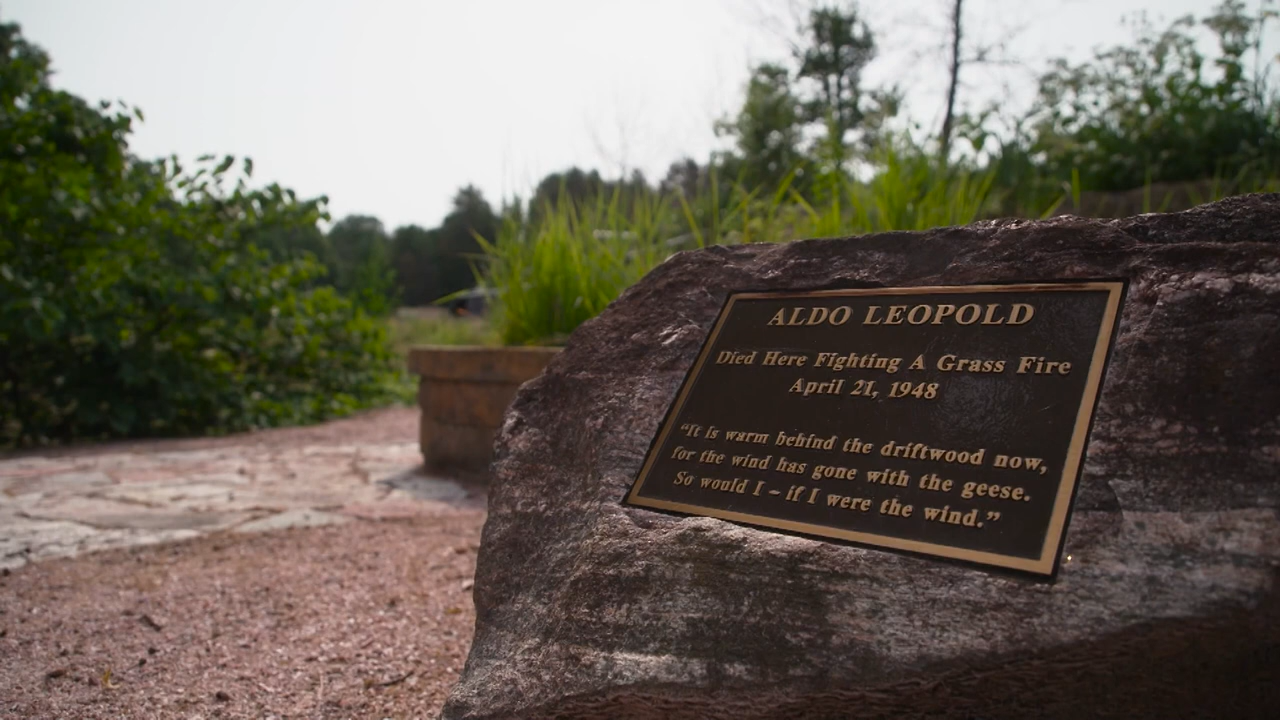 ALDO LEOPOLD
Died Here Fighting A Grass Fire
April 21, 1948
“It is warm behind the driftwood now,
for the wind has gone with the geese.
So would I – if I were the wind.”